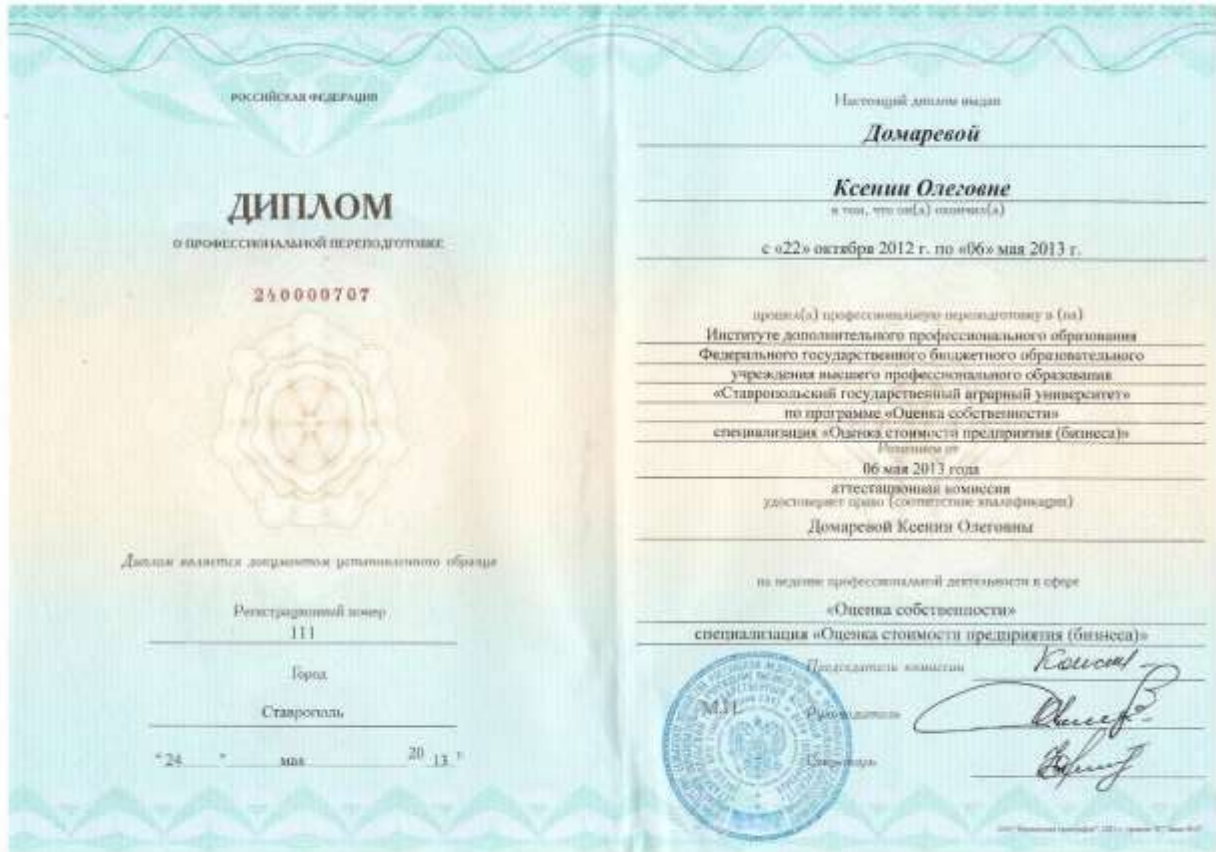 РОССИЙСКАЯ ФЕДЕРАЦИЯ
ДИПЛОМ
О ПРОФЕССИОНАЛЬНОЙ ПЕРЕПОДГОТОВКЕ
240000707
Диплом является документом установленного образца
Регистрационный номер
111
Город
Ставрополь
"24 " мая 20 13 г.
Настоящий диплом выдан
Домаревой
Ксении Олеговне
в том, что он(а) окончил(а)
с «22» октября 2012 г. по «06» мая 2013 г.
прошел(а) профессиональную переподготовку в (на)
Институте дополнительного профессионального образования
Федерального государственного бюджетного образовательного
учреждения высшего профессионального образования
«Ставропольский государственный аграрный университет»
по программе «Оценка собственности»
специализация «Оценка стоимости предприятия (бизнеса)»
Решением от
06 мая 2013 года
аттестационная комиссия
удостоверяет право (соответствие квалификации)
Домаревой Ксении Олеговны
на ведение профессиональной деятельности в сфере
«Оценка собственности»
специализация «Оценка стоимости предприятия (бизнеса)»
Председатель комиссии
М.П.
Руководитель
Секретарь